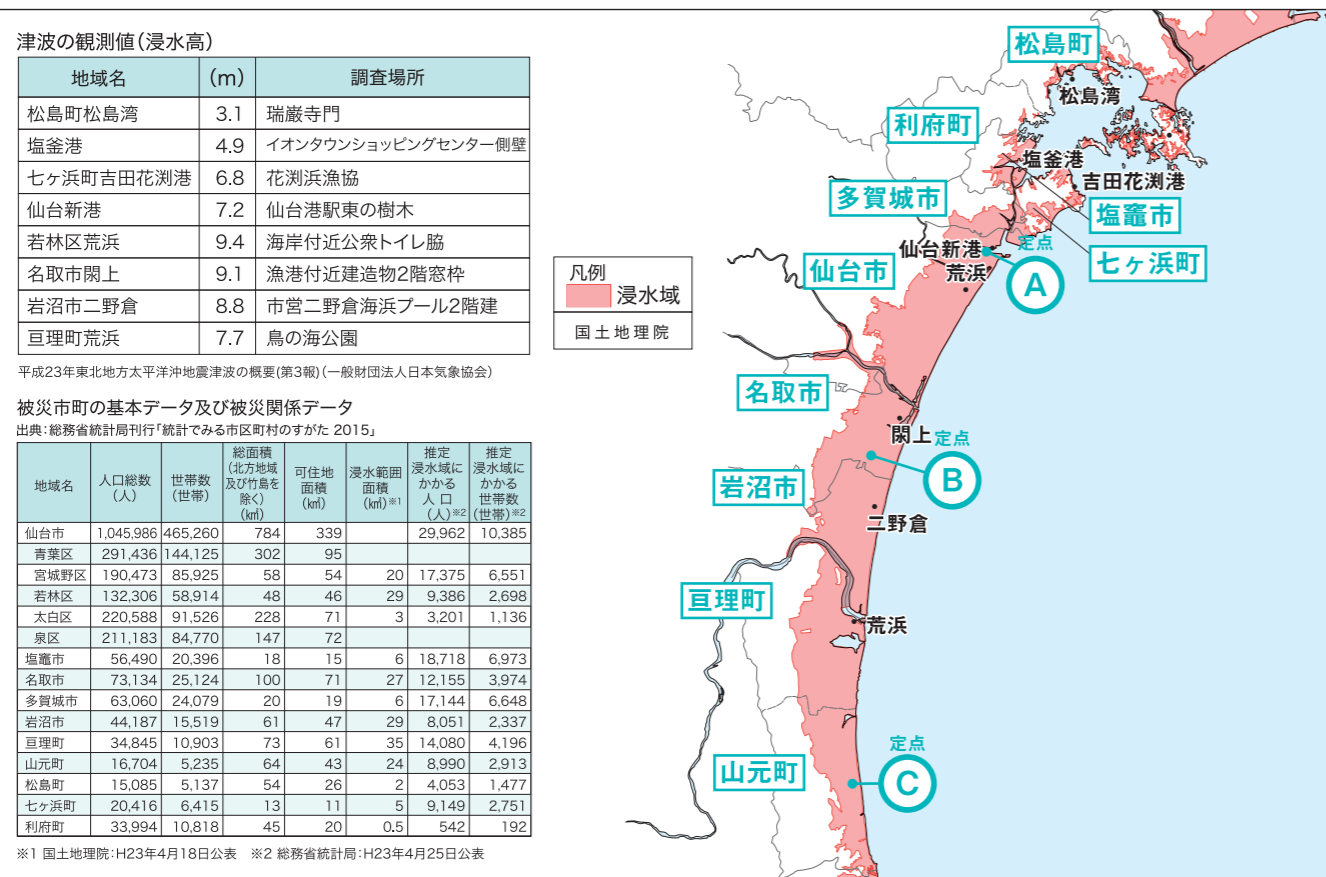 津波の観測値(浸水高)
地域名 (m) 調査場所
松島町松島湾 3.1 瑞巌寺門
塩釜港 4.9 イオンタウンショッピングセンター側壁
七ヶ浜町吉田花渕港 6.8 花渕浜漁協
仙台新港 7.2 仙台港駅東の樹木
若林区荒浜 9.4 海岸付近公衆トイレ脇
名取市閖上 9.1 漁港付近建造物2階窓枠
岩沼市二野倉 8.8 市営二野倉海浜プール2階建
亘理町荒浜 7.7 鳥の海公園
平成23年東北地方太平洋沖地震津波の概要(第3報)(一般財団法人日本気象協会)
被災市町の基本データ及び被災関係データ
出典:総務省統計局刊行「統計でみる市区町村のすがた 2015」
地域名
人口総数
(人)
世帯数
(世帯)
総面積
(北方地域
及び竹島を
除く)
(㎢)
可住地
面積
(㎢)
浸水範囲
面積
(㎢)※1
推定
浸水域に
かかる
人 口
(人)※2
推定
浸水域に
かかる
世帯数
(世帯)※2
仙台市 1,045,986 465,260 784 339 29,962 10,385
青葉区 291,436 144,125 302 95
宮城野区 190,473 85,925 58 54 20 17,375 6,551
若林区 132,306 58,914 48 46 29 9,386 2,698
太白区 220,588 91,526 228 71 3 3,201 1,136
泉区 211,183 84,770 147 72
塩竈市 56,490 20,396 18 15 6 18,718 6,973
名取市 73,134 25,124 100 71 27 12,155 3,974
多賀城市 63,060 24,079 20 19 6 17,144 6,648
岩沼市 44,187 15,519 61 47 29 8,051 2,337
亘理町 34,845 10,903 73 61 35 14,080 4,196
山元町 16,704 5,235 64 43 24 8,990 2,913
松島町 15,085 5,137 54 26 2 4,053 1,477
七ヶ浜町 20,416 6,415 13 11 5 9,149 2,751
利府町 33,994 10,818 45 20 0.5 542 192
※1 国土地理院:H23年4月18日公表 ※2 総務省統計局:H23年4月25日公表
凡例
浸水域
国土地理院
松島町
松島湾
利府町
塩釜港
吉田花渕港
多賀城市
塩竈市
仙台新港
定点
A
七ヶ浜町
仙台市
荒浜
名取市
閖上
定点
B
岩沼市
二野倉
亘理町
荒浜
定点
C
山元町